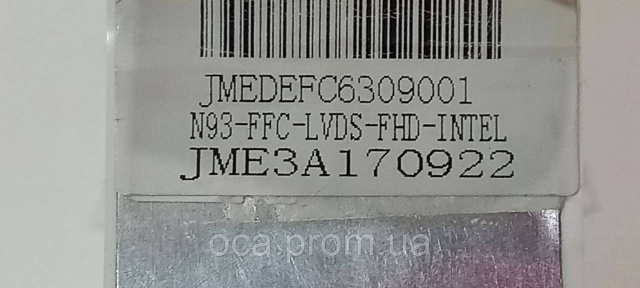 JMEDEFC6309001
N93-FFC-LVDS-FHD-INTEL
JME3A170922
oca.prom.ua